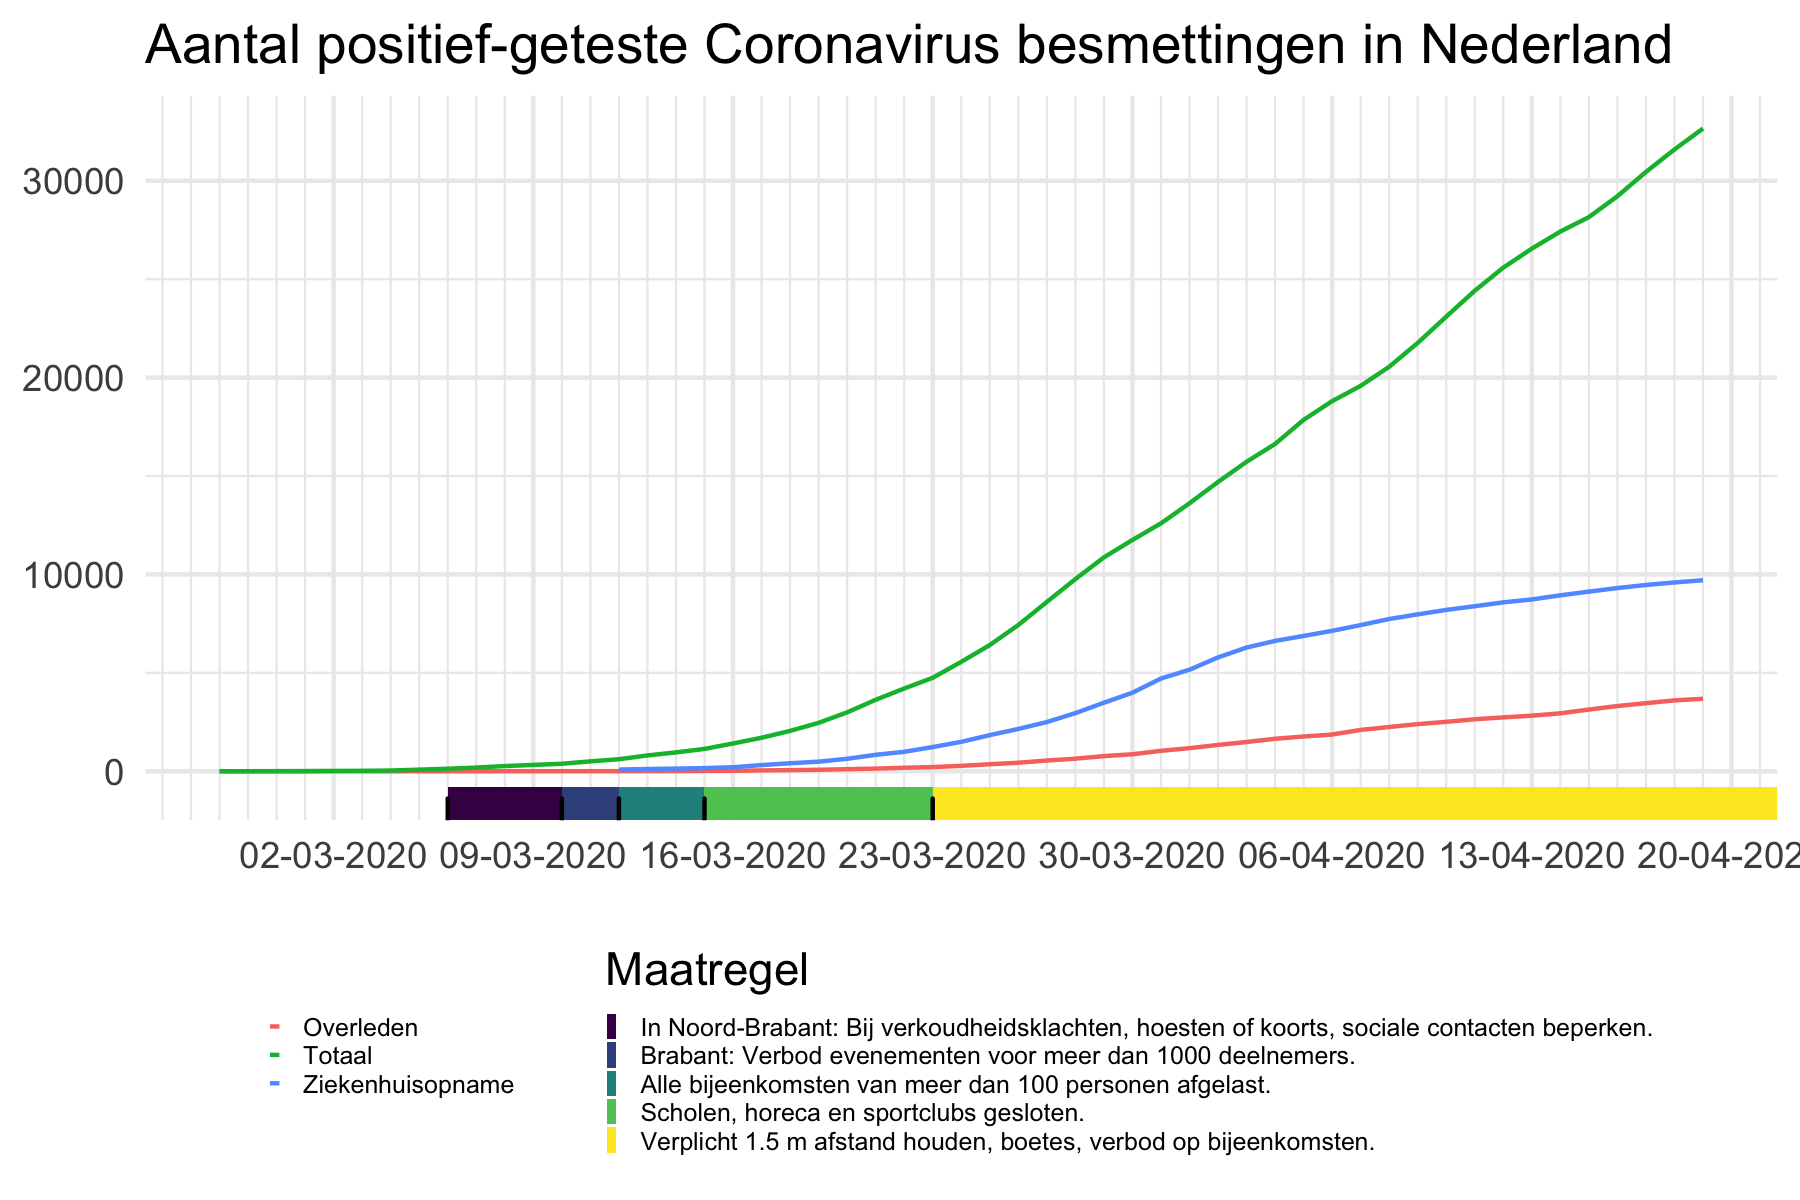 Aantal positief-geteste Coronavirus besmettingen in Nederland
30000
20000
10000
0
02-03-2020 09-03-2020 16-03-2020 23-03-2020 30-03-2020 06-04-2020 13-04-2020 20-04-202
Maatregel
Overleden
Totaal
Ziekenhuisopname
In Noord-Brabant: Bij verkoudheidsklachten, hoesten of koorts, sociale contacten beperken.
Brabant: Verbod evenementen voor meer dan 1000 deelnemers.
Alle bijeenkomsten van meer dan 100 personen afgelast.
Scholen, horeca en sportclubs gesloten.
Verplicht 1.5 m afstand houden, boetes, verbod op bijeenkomsten.